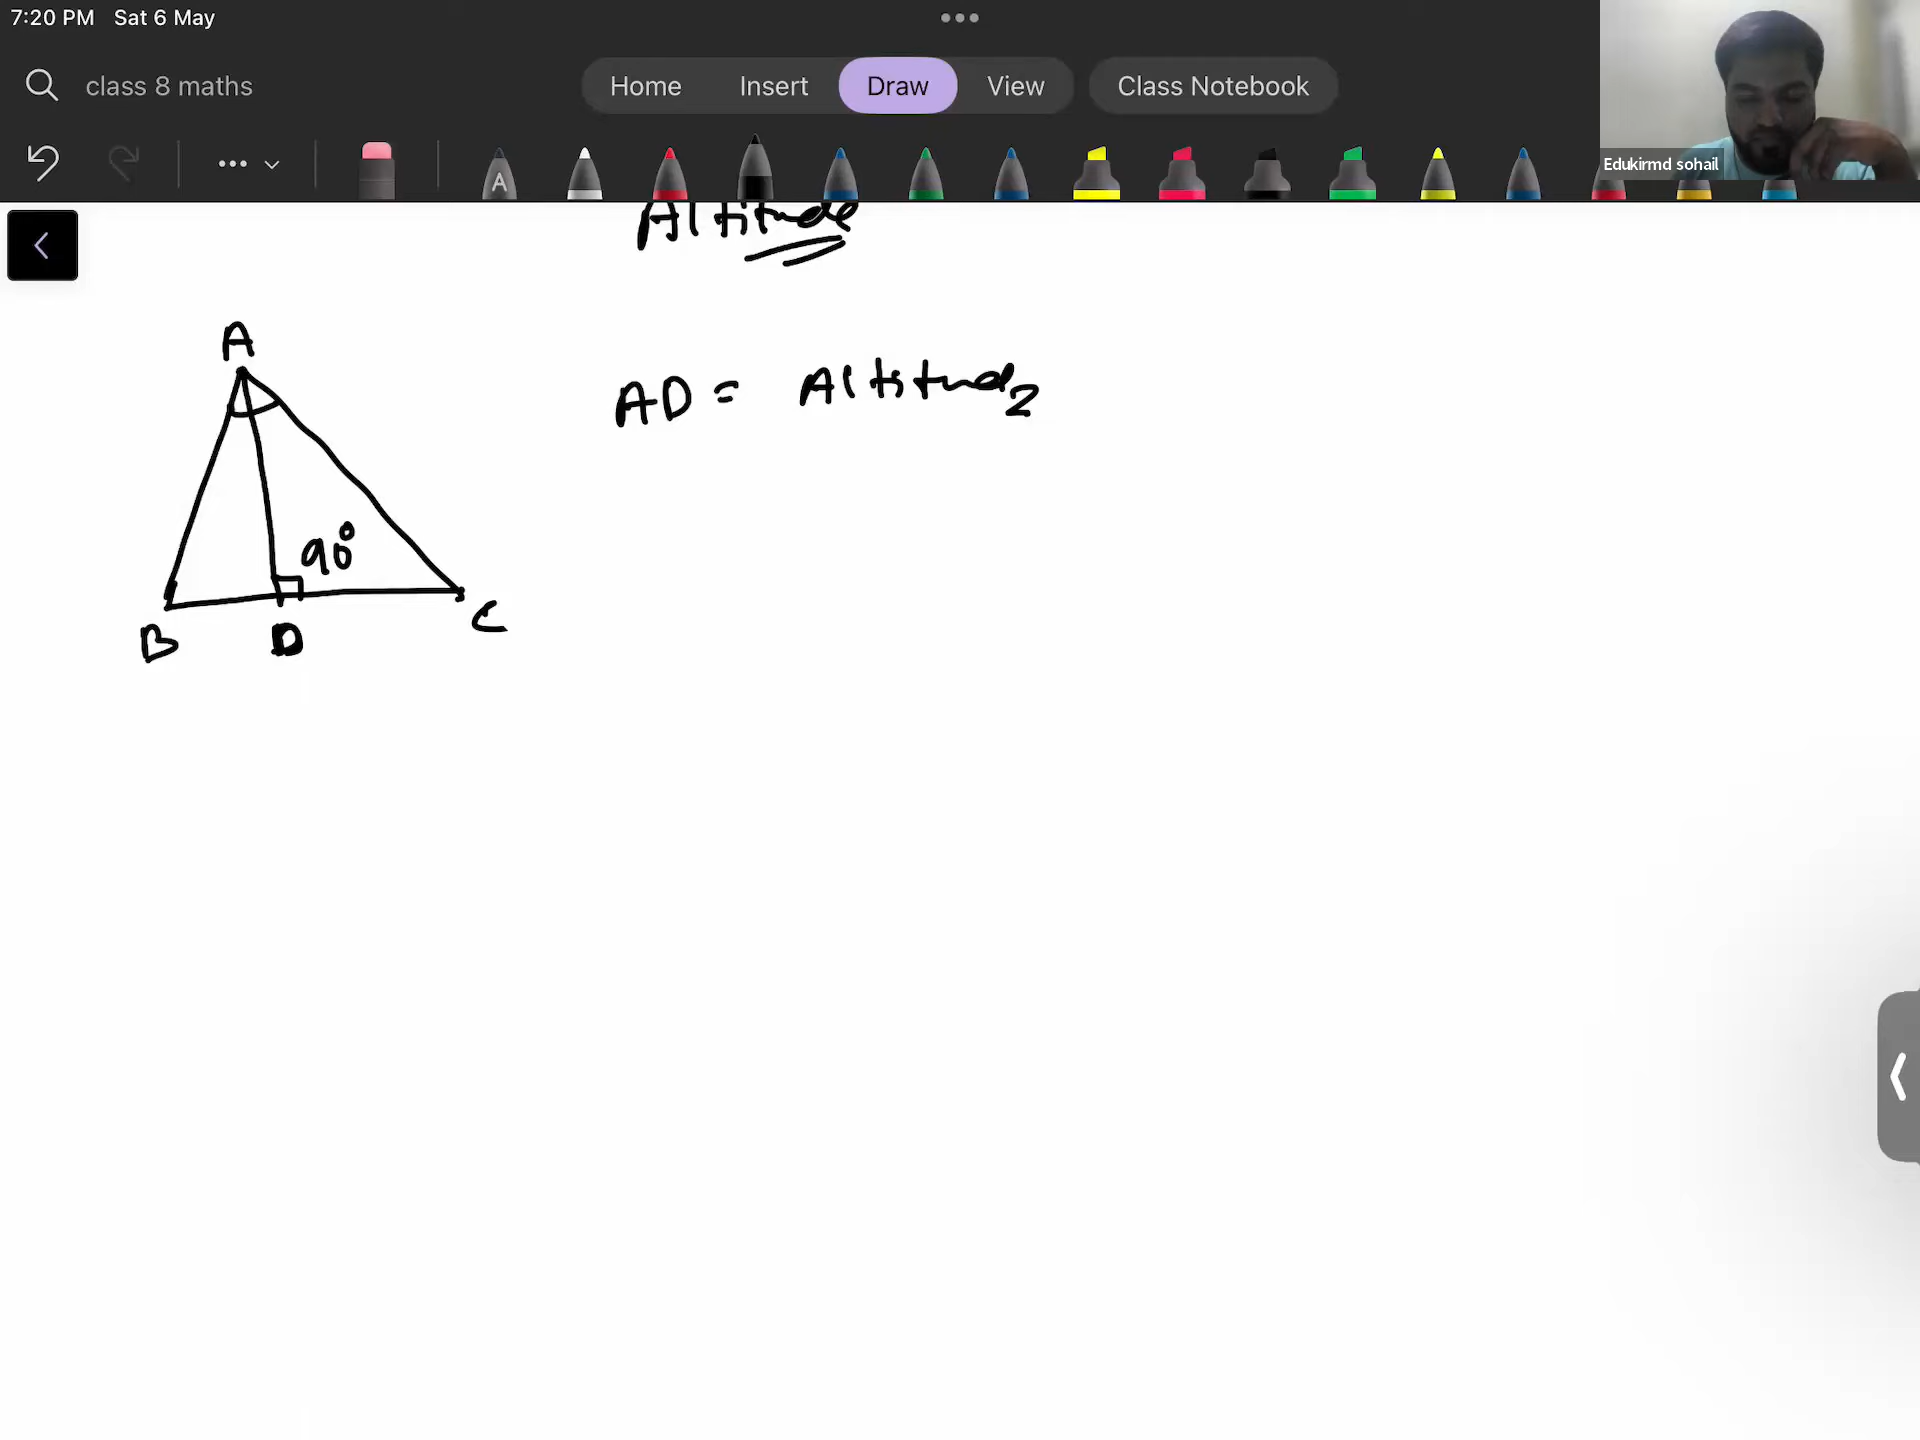 7:20 PM Sat 6 May
class 8 maths
Home Insert Draw View Class Notebook
A
Edukirmd sohail
Altitude
A
AD = Altitude
90°
B D C